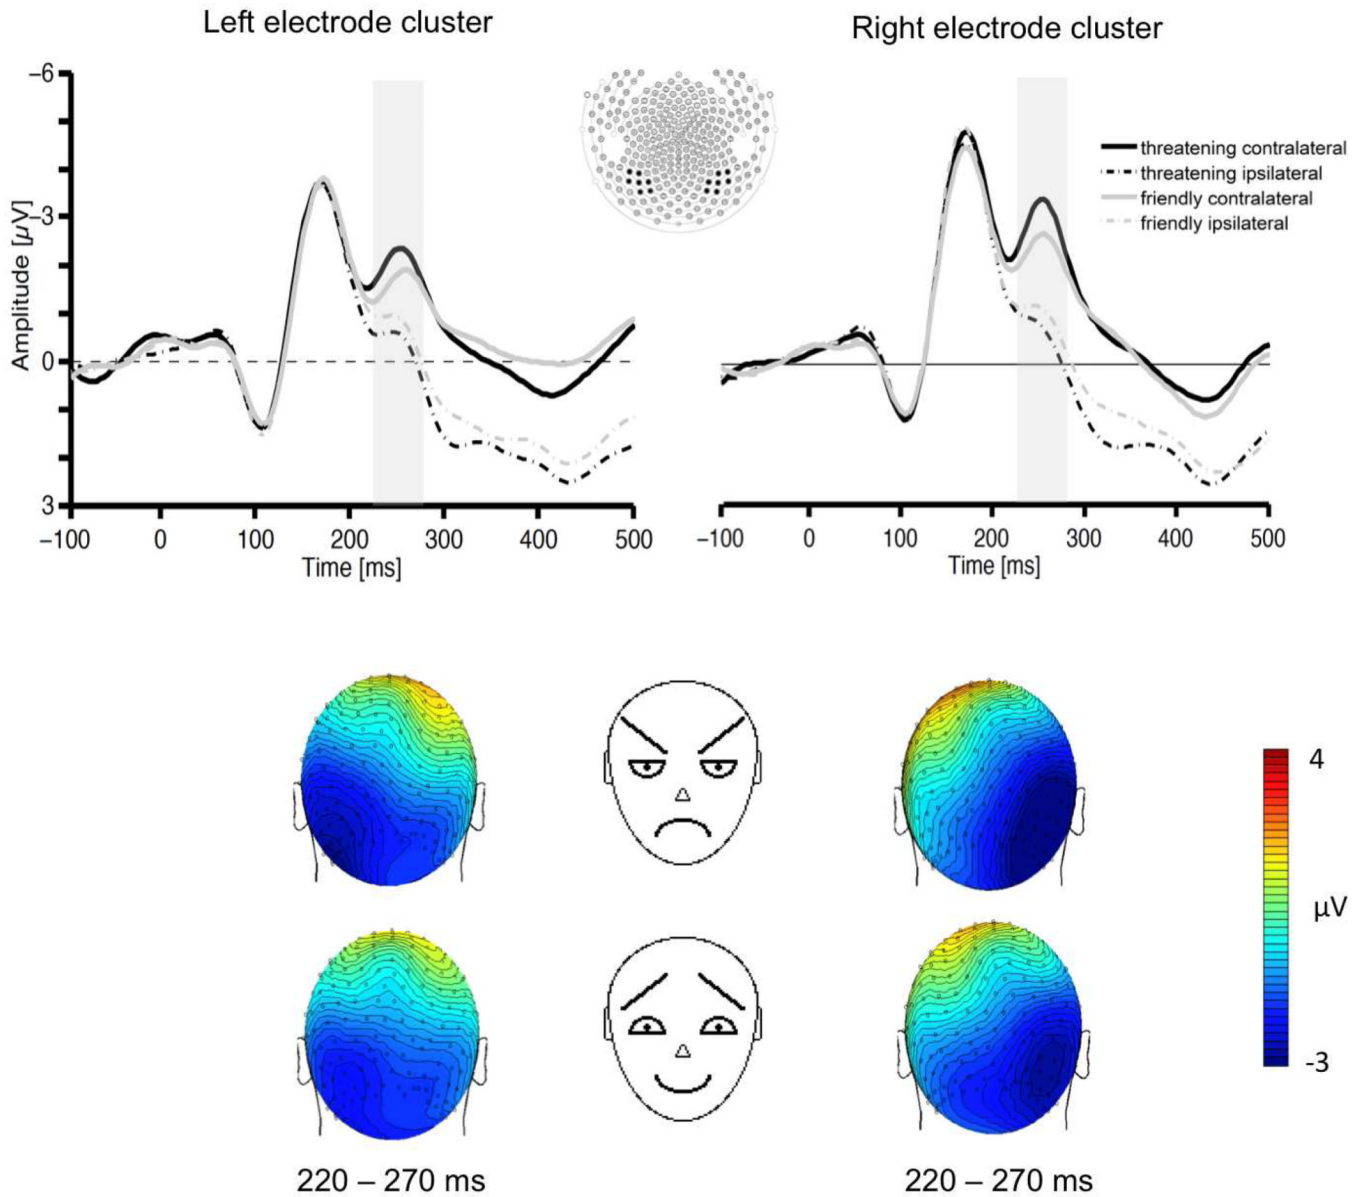 Left electrode cluster
Right electrode cluster
−6
−3
0
3
Amplitude [µV]
−100 0 100 200 300 400 500
Time [ms]
threatening contralateral
threatening ipsilateral
friendly contralateral
friendly ipsilateral
−100 0 100 200 300 400 500
Time [ms]
4
µV
-3
220 – 270 ms
220 – 270 ms